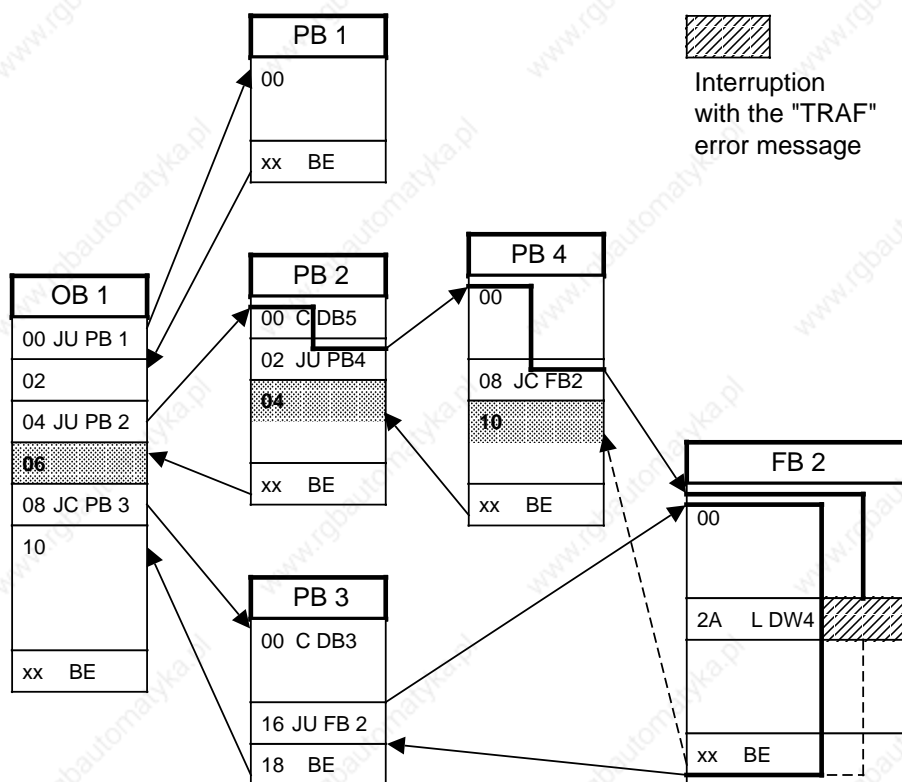 PB 1
00
xx BE
Interruption
with the "TRAF"
error message
OB 1
00 JU PB 1
02
04 JU PB 2
06
08 JC PB 3
10
xx BE
PB 2
00 C DB5
02 JU PB4
04
xx BE
PB 4
00
08 JC FB2
10
xx BE
FB 2
00
2A L DW4
xx BE
PB 3
00 C DB3
16 JU FB 2
18 BE
www.rgbautomatyka.pl